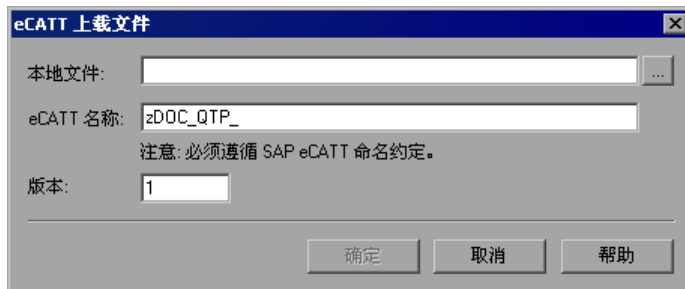 eCATT 上载文件
本地文件:
...
eCATT 名称: zDOC_QTP_
注意: 必须遵循 SAP eCATT 命名约定。
版本: 1
确定 取消 帮助